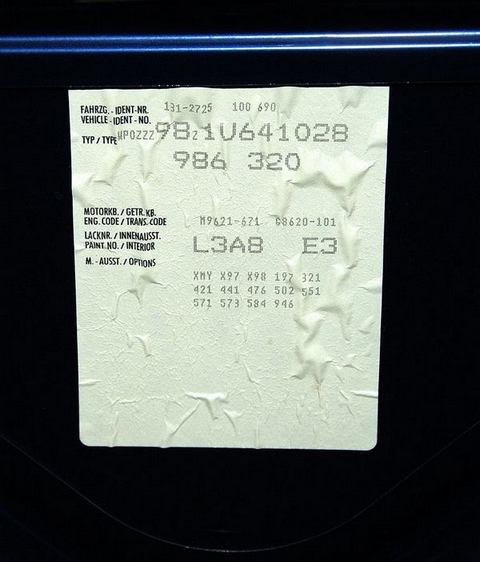 FAHRZG. - IDENT-NR. 131-2725 100 690
VEHICLE - IDENT - NO.
TYP / TYPE WP0ZZZ98Z1U641028
986 320
MOTORKB. / GETR. KB.
ENG. CODE / TRANS. CODE M9621-671 G8620-101
LACKNR. / INNENAUSST.
PAINT NO. / INTERIOR L3A8 E3
M. - AUSST. / OPTIONS
XMY X97 X98 197 321
421 441 476 502 551
571 573 584 946